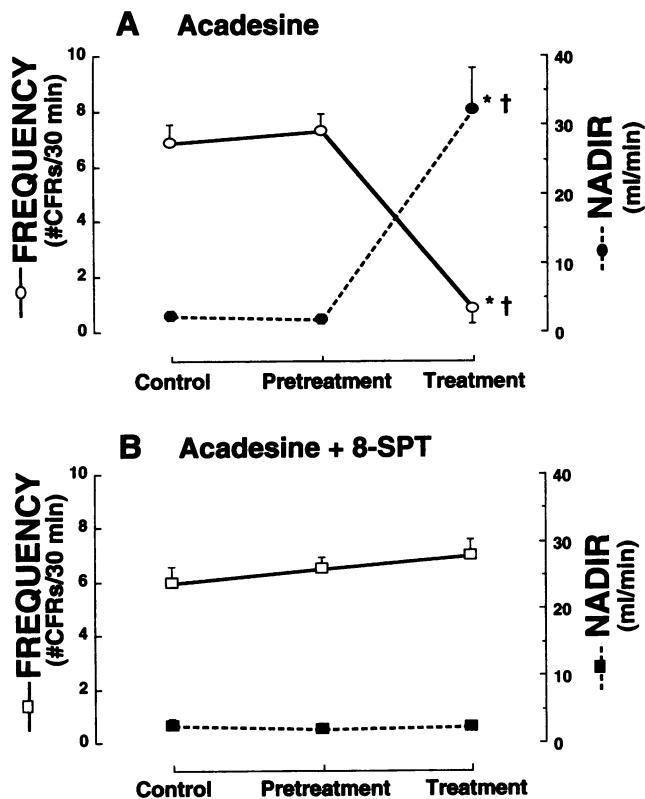 A Acadesine
FREQUENCY
(#CFRs/30 min)
10
8
6
4
2
0
40
30
20
10
0
NADIR
(ml/min)
* †
* †
Control Pretreatment Treatment
B Acadesine + 8-SPT
FREQUENCY
(#CFRs/30 min)
10
8
6
4
2
0
40
30
20
10
0
NADIR
(ml/min)
Control Pretreatment Treatment